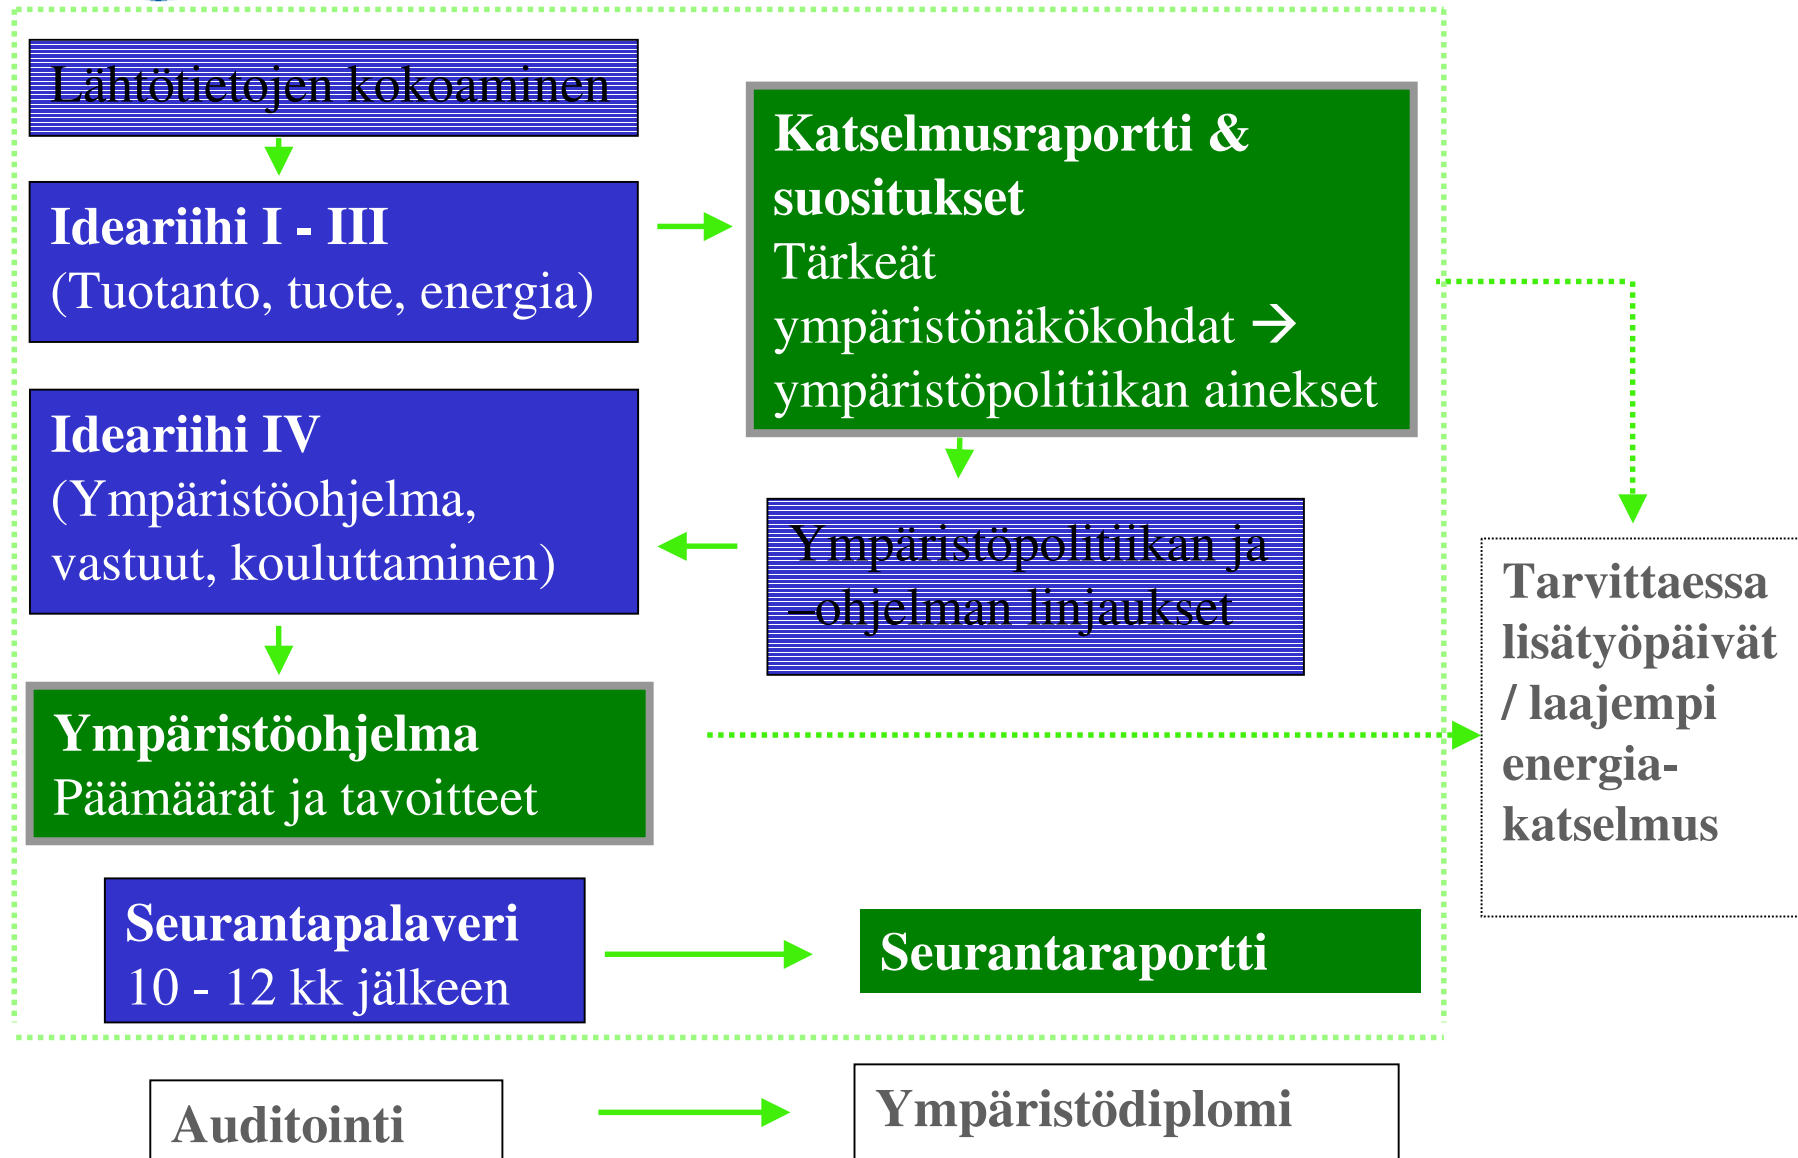 Lähtötietojen kokoaminen
Ideariihi I - III
(Tuotanto, tuote, energia)
Katselmusraportti &
suositukset
Tärkeät
ympäristönäkökohdat →
ympäristöpolitiikan ainekset
Ideariihi IV
(Ympäristöohjelma,
vastuut, kouluttaminen)
Ympäristöpolitiikan ja
–ohjelman linjaukset
Tarvittaessa
lisätyöpäivät
/ laajempi
energia-
katselmus
Ympäristöohjelma
Päämäärät ja tavoitteet
Seurantapalaveri
10 - 12 kk jälkeen
Seurantaraportti
Auditointi
Ympäristödiplomi